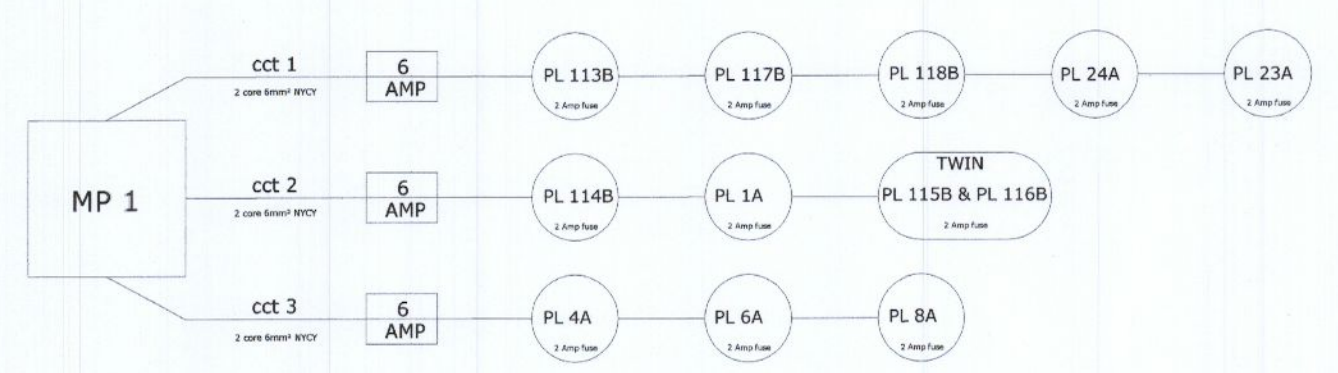 cct 1
2 core 6mm² NYCY
6
AMP
PL 113B
2 Amp fuse
PL 117B
2 Amp fuse
PL 118B
2 Amp fuse
PL 24A
2 Amp fuse
PL 23A
2 Amp fuse
MP 1
cct 2
2 core 6mm² NYCY
6
AMP
PL 114B
2 Amp fuse
PL 1A
2 Amp fuse
TWIN
PL 115B & PL 116B
2 Amp fuse
cct 3
2 core 6mm² NYCY
6
AMP
PL 4A
2 Amp fuse
PL 6A
2 Amp fuse
PL 8A
2 Amp fuse